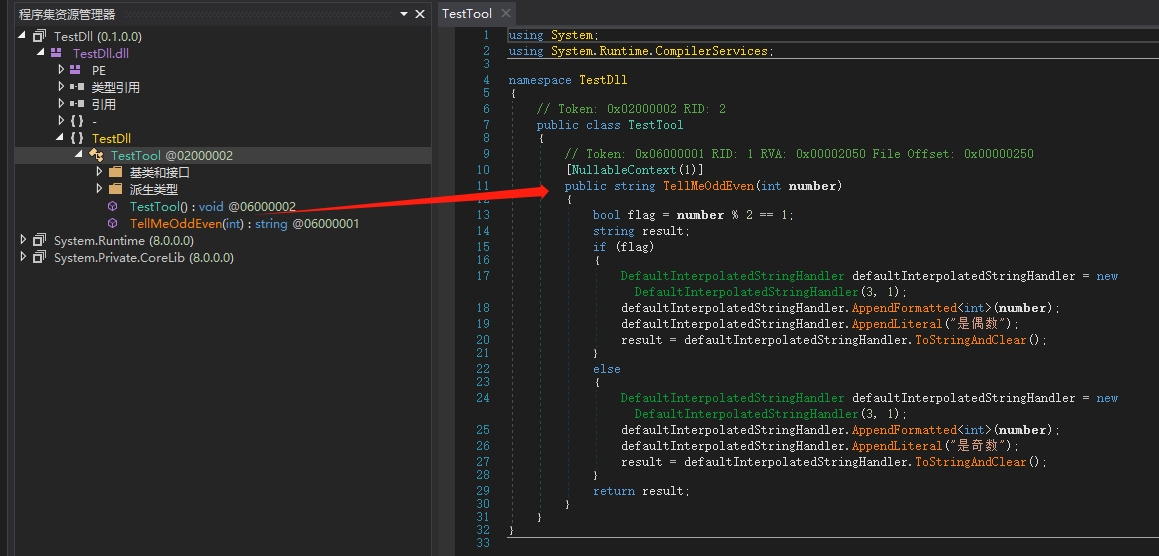 程序集资源管理器
TestDll (0.1.0.0)
TestDll.dll
PE
类型引用
引用
{ } -
{ } TestDll
TestTool @02000002
基类和接口
派生类型
TestTool() : void @06000002
TellMeOddEven(int) : string @06000001
System.Runtime (8.0.0.0)
System.Private.CoreLib (8.0.0.0)
TestTool
1 using System;
2 using System.Runtime.CompilerServices;
3
4 namespace TestDll
5 {
6 // Token: 0x02000002 RID: 2
7 public class TestTool
8 {
9 // Token: 0x06000001 RID: 1 RVA: 0x00002050 File Offset: 0x00000250
10 [NullableContext(1)]
11 public string TellMeOddEven(int number)
12 {
13 bool flag = number % 2 == 1;
14 string result;
15 if (flag)
16 {
17 DefaultInterpolatedStringHandler defaultInterpolatedStringHandler = new
DefaultInterpolatedStringHandler(3, 1);
18 defaultInterpolatedStringHandler.AppendFormatted<int>(number);
19 defaultInterpolatedStringHandler.AppendLiteral("是偶数");
20 result = defaultInterpolatedStringHandler.ToStringAndClear();
21 }
22 else
23 {
24 DefaultInterpolatedStringHandler defaultInterpolatedStringHandler = new
DefaultInterpolatedStringHandler(3, 1);
25 defaultInterpolatedStringHandler.AppendFormatted<int>(number);
26 defaultInterpolatedStringHandler.AppendLiteral("是奇数");
27 result = defaultInterpolatedStringHandler.ToStringAndClear();
28 }
29 return result;
30 }
31 }
32 }
33